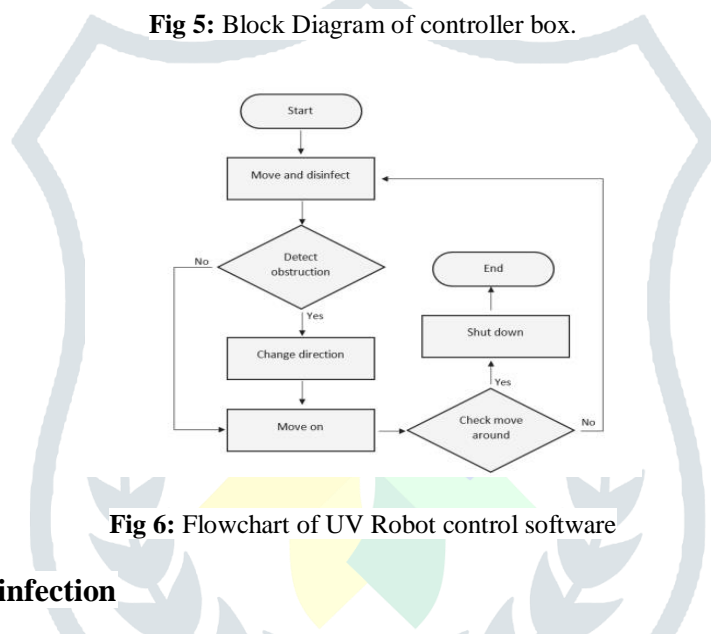 Fig 5: Block Diagram of controller box.
Start
Move and disinfect
Detect
obstruction
No
Yes
Change direction
Move on
End
Shut down
Yes
Check move
around
No
Fig 6: Flowchart of UV Robot control software
infection